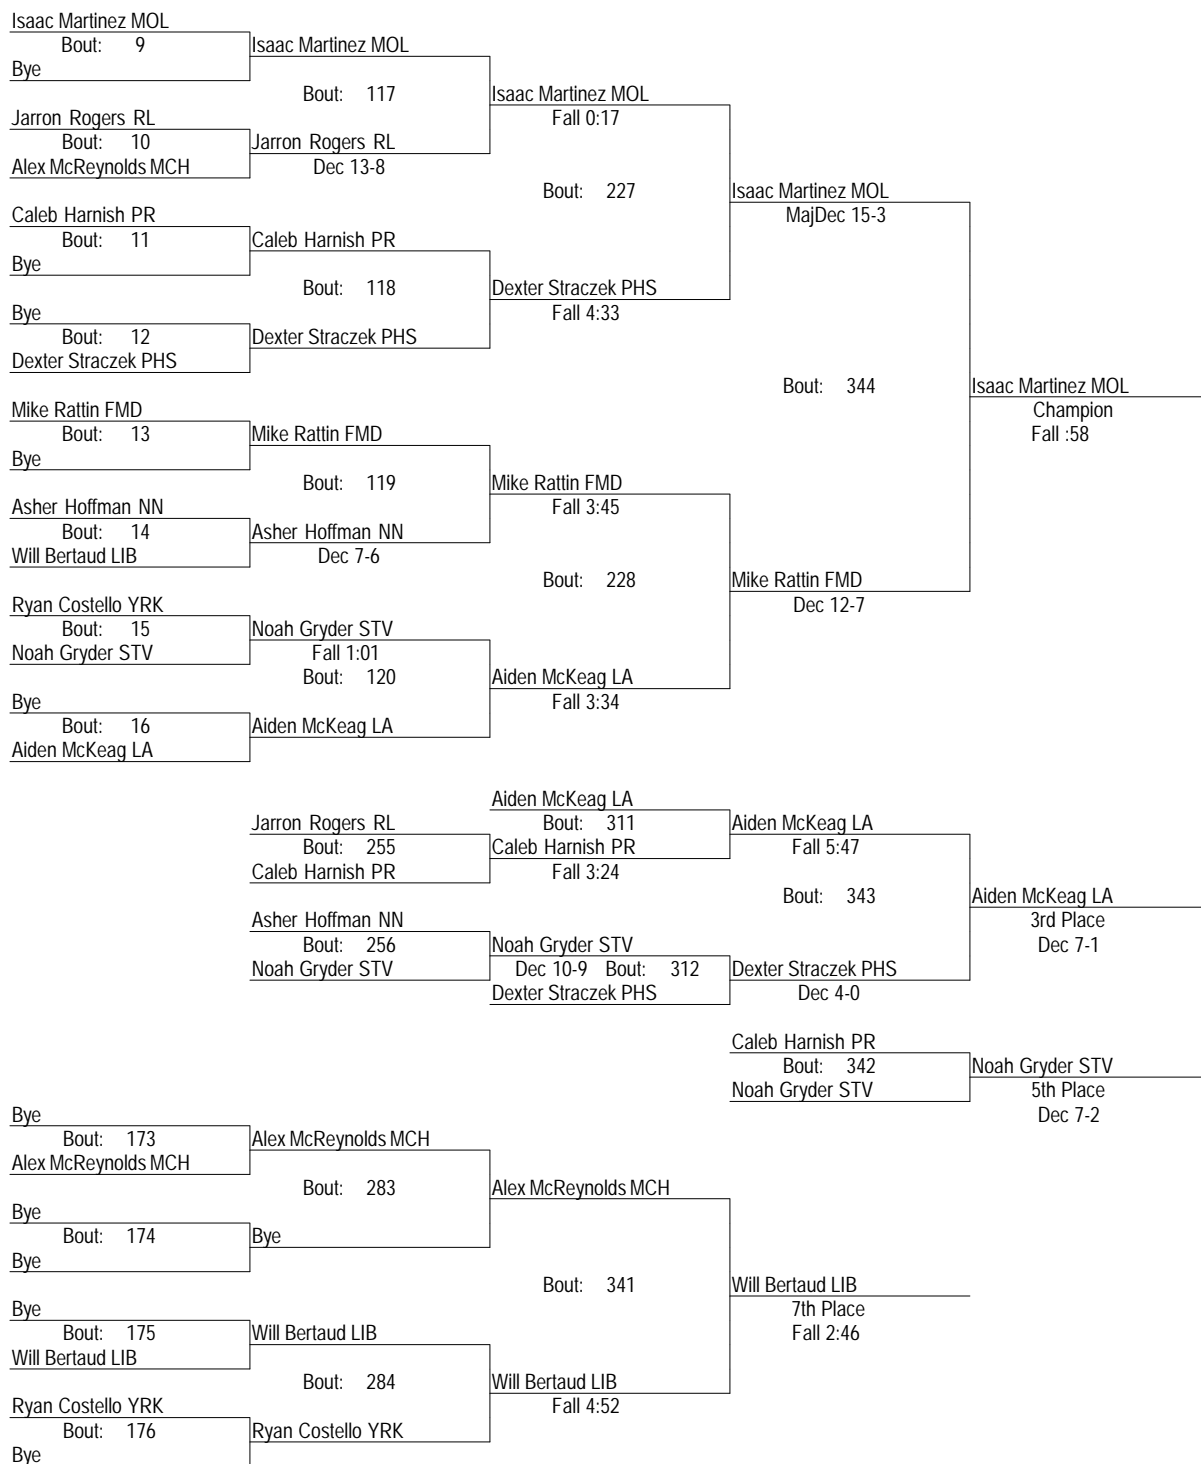 Isaac Martinez MOL
Bout: 9 Isaac Martinez MOL
Bye
Bout: 117 Isaac Martinez MOL
Jarron Rogers RL Fall 0:17
Bout: 10 Jarron Rogers RL
Alex McReynolds MCH Dec 13-8
Bout: 227 Isaac Martinez MOL
Caleb Harnish PR MajDec 15-3
Bout: 11 Caleb Harnish PR
Bye
Bout: 118 Dexter Straczek PHS
Bye Fall 4:33
Bout: 12 Dexter Straczek PHS
Dexter Straczek PHS
Bout: 344 Isaac Martinez MOL
Mike Rattin FMD Champion
Bout: 13 Mike Rattin FMD Fall :58
Bye
Bout: 119 Mike Rattin FMD
Asher Hoffman NN Fall 3:45
Bout: 14 Asher Hoffman NN
Will Bertaud LIB Dec 7-6
Bout: 228 Mike Rattin FMD
Ryan Costello YRK Dec 12-7
Bout: 15 Noah Gryder STV
Noah Gryder STV Fall 1:01
Bout: 120 Aiden McKeag LA
Bye Fall 3:34
Bout: 16 Aiden McKeag LA
Aiden McKeag LA
Aiden McKeag LA
Jarron Rogers RL Bout: 311 Aiden McKeag LA
Bout: 255 Caleb Harnish PR Fall 5:47
Caleb Harnish PR Fall 3:24
Bout: 343 Aiden McKeag LA
Asher Hoffman NN 3rd Place
Bout: 256 Noah Gryder STV Dec 7-1
Noah Gryder STV Dec 10-9 Bout: 312 Dexter Straczek PHS
Dexter Straczek PHS Dec 4-0
Caleb Harnish PR
Bout: 342 Noah Gryder STV
Noah Gryder STV 5th Place
Bye Dec 7-2
Bout: 173 Alex McReynolds MCH
Alex McReynolds MCH
Bout: 283 Alex McReynolds MCH
Bye
Bout: 174 Bye
Bye
Bout: 341 Will Bertaud LIB
Bye 7th Place
Bout: 175 Will Bertaud LIB Fall 2:46
Will Bertaud LIB
Bout: 284 Will Bertaud LIB
Ryan Costello YRK Fall 4:52
Bout: 176 Ryan Costello YRK
Bye